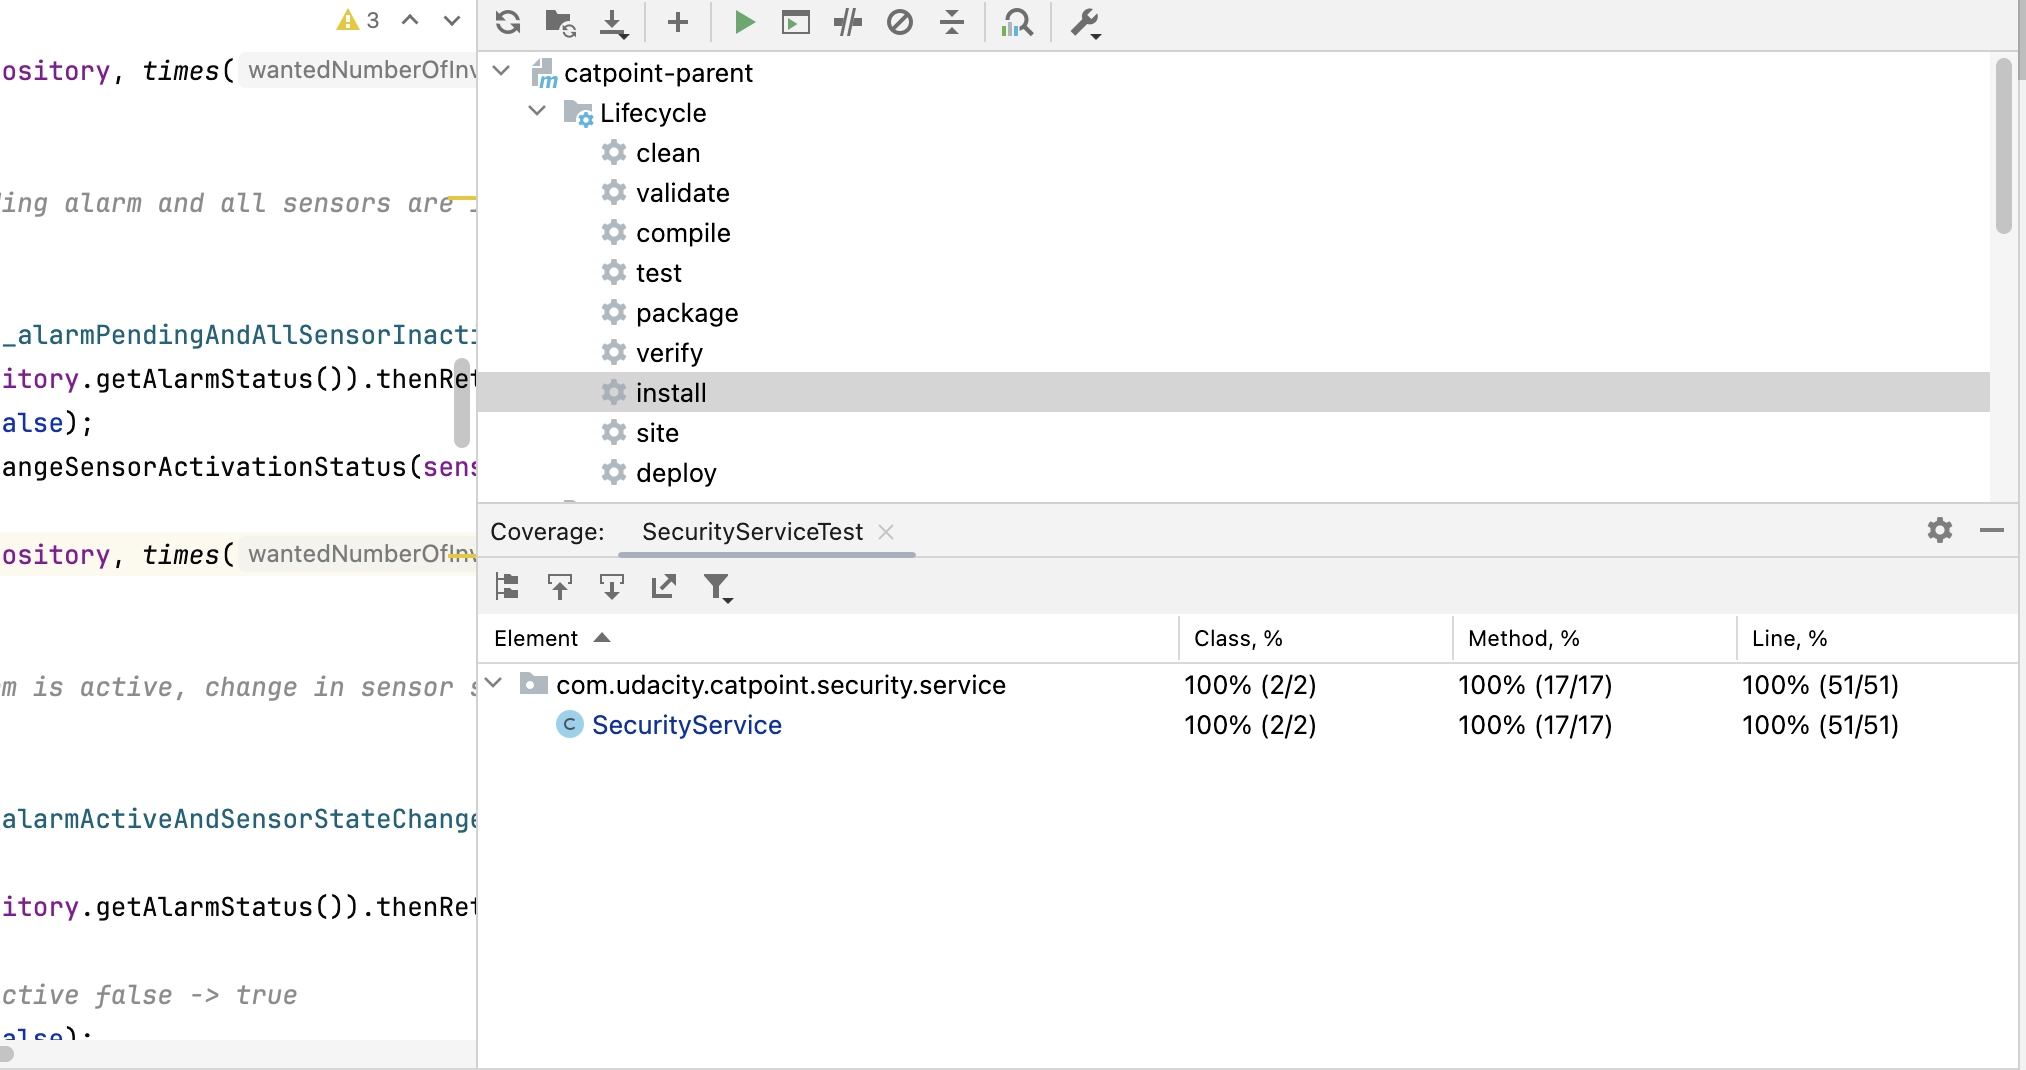 3
ository, times( wantedNumberOfInv
ing alarm and all sensors are
_alarmPendingAndAllSensorInacti
itory.getAlarmStatus()).thenRet
alse);
angeSensorActivationStatus(sens
ository, times( wantedNumberOfInv
m is active, change in sensor s
alarmActiveAndSensorStateChange
itory.getAlarmStatus()).thenRet
ctive false -> true
alse);
catpoint-parent
Lifecycle
clean
validate
compile
test
package
verify
install
site
deploy
Coverage: SecurityServiceTest
Element Class, % Method, % Line, %
com.udacity.catpoint.security.service 100% (2/2) 100% (17/17) 100% (51/51)
C SecurityService 100% (2/2) 100% (17/17) 100% (51/51)